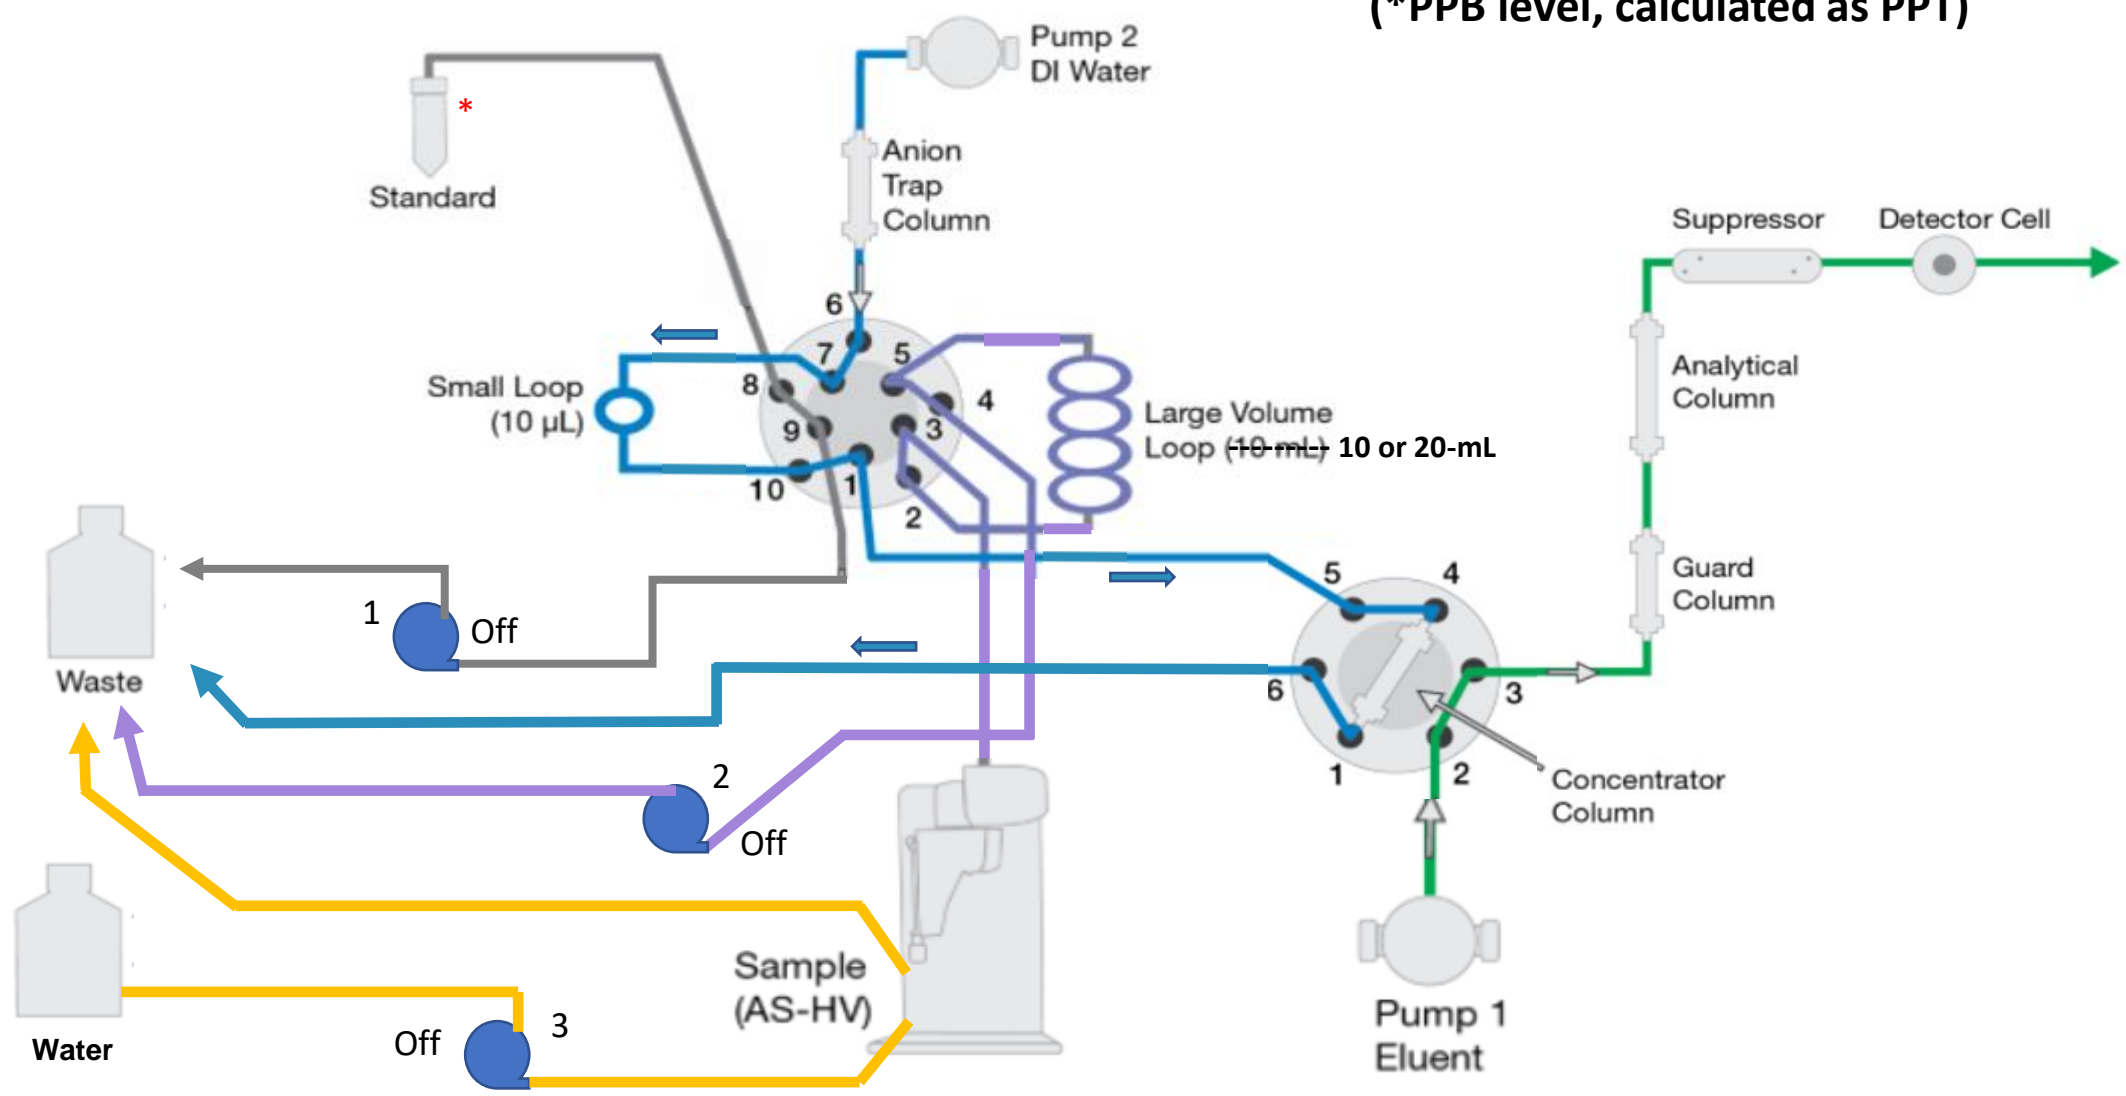 (*PPB level, calculated as PPT)
Pump 2
DI Water
*
Standard
Anion
Trap
Column
Suppressor
Detector Cell
6
7
5
8
4
9
3
10
1
2
Small Loop
(10 µL)
Large Volume
Loop (10 mL) 10 or 20-mL
Analytical
Column
Guard
Column
Waste
1
Off
5
4
6
3
1
2
Concentrator
Column
2
Off
Sample
(AS-HV)
Water
Off
3
Pump 1
Eluent